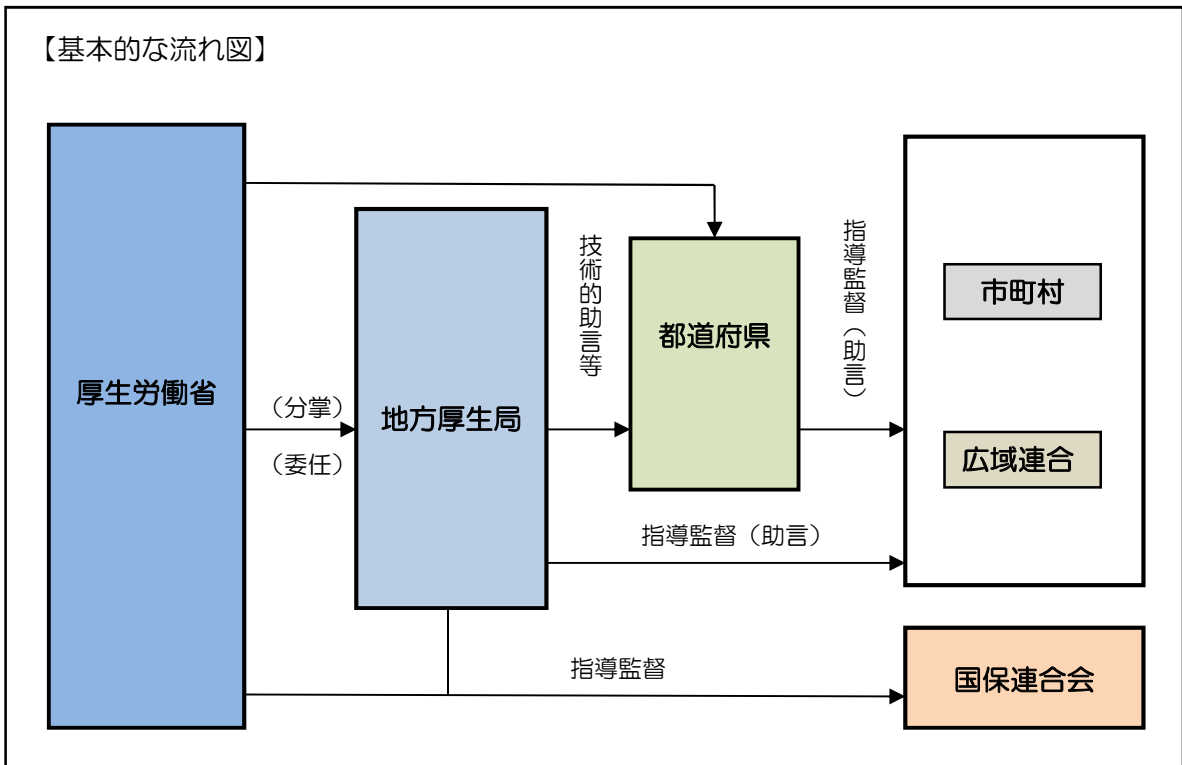 【基本的な流れ図】
厚生労働省
（分掌）
（委任）
地方厚生局
技術的助言等
都道府県
指導監督（助言）
市町村
広域連合
指導監督（助言）
指導監督
国保連合会